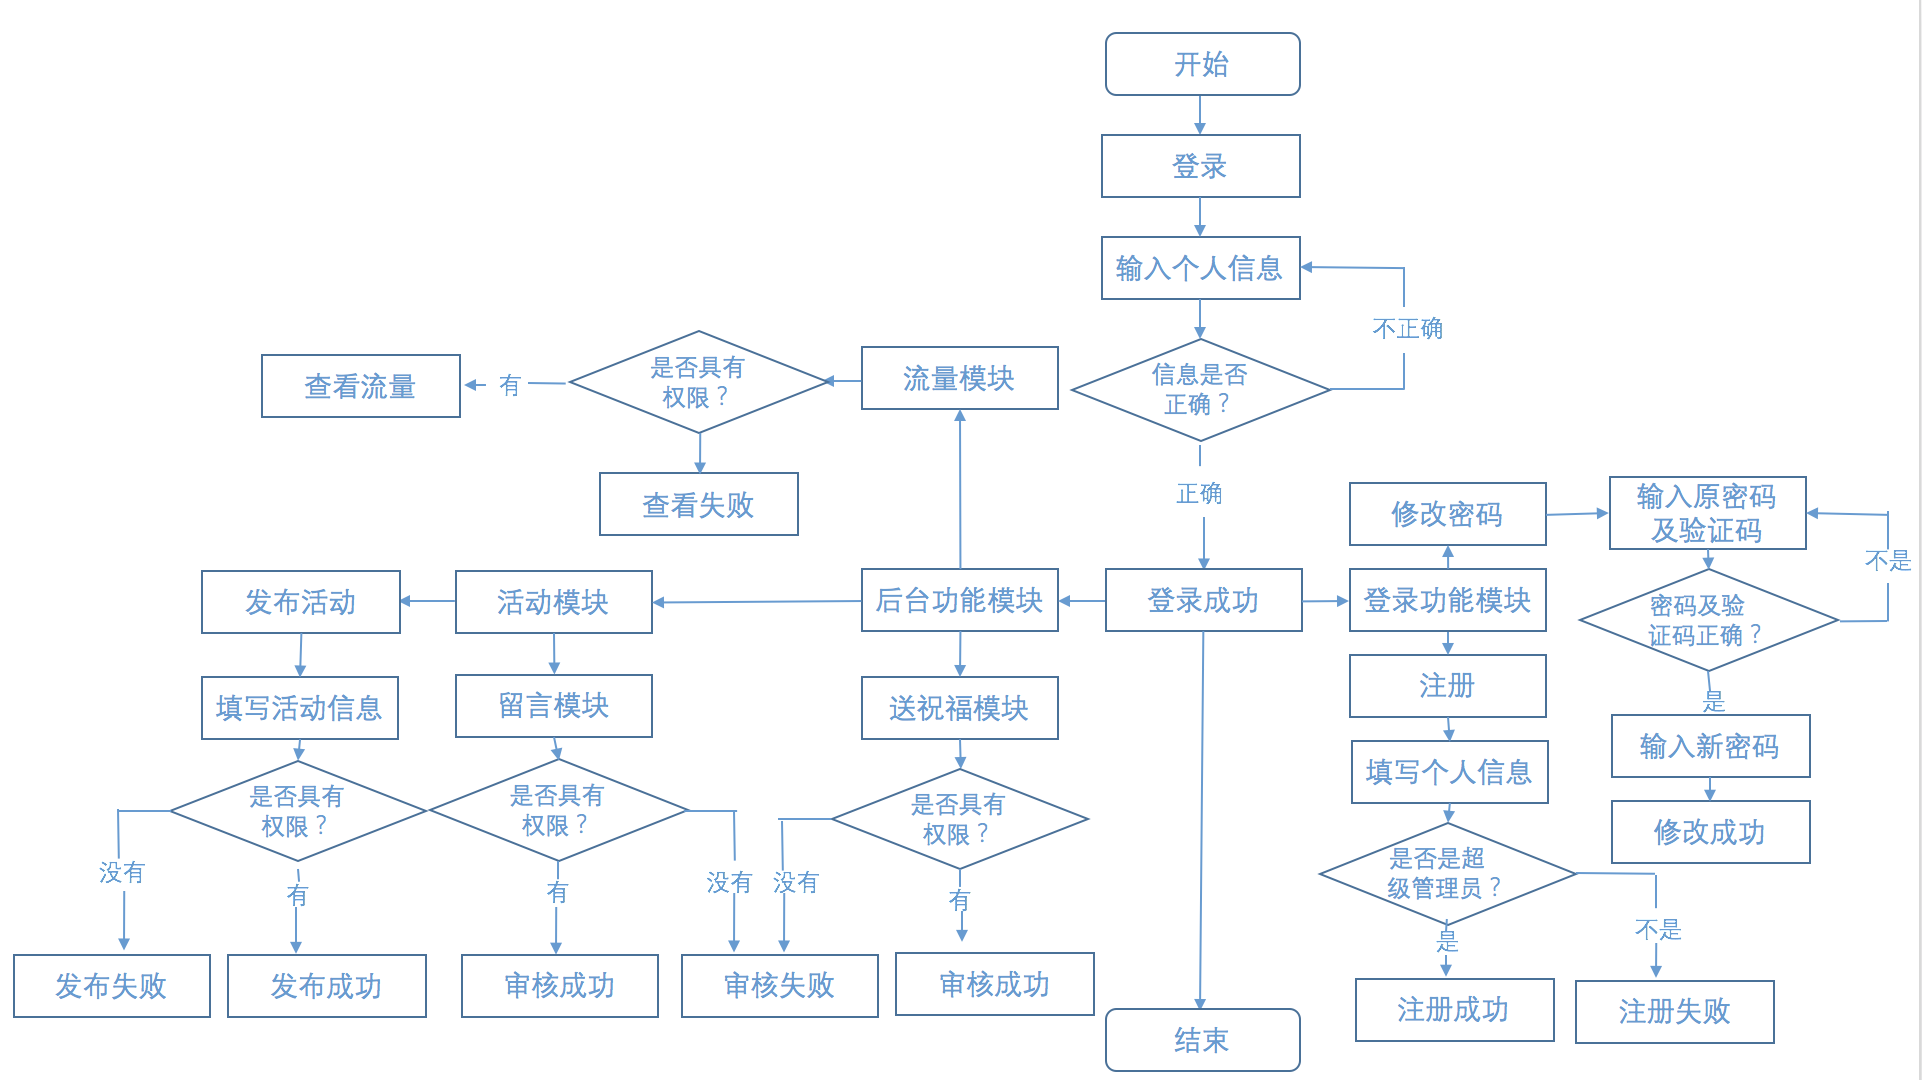 开始
登录
输入个人信息
不正确
信息是否
正确？
流量模块
是否具有
权限？
有
查看流量
查看失败
正确
修改密码
输入原密码
及验证码
不是
发布活动
活动模块
后台功能模块
登录成功
登录功能模块
密码及验
证码正确？
是
填写活动信息
留言模块
送祝福模块
注册
输入新密码
填写个人信息
修改成功
是否具有
权限？
是否具有
权限？
是否具有
权限？
是否是超
级管理员？
没有
有
有
没有
没有
有
是
不是
发布失败
发布成功
审核成功
审核失败
审核成功
结束
注册成功
注册失败